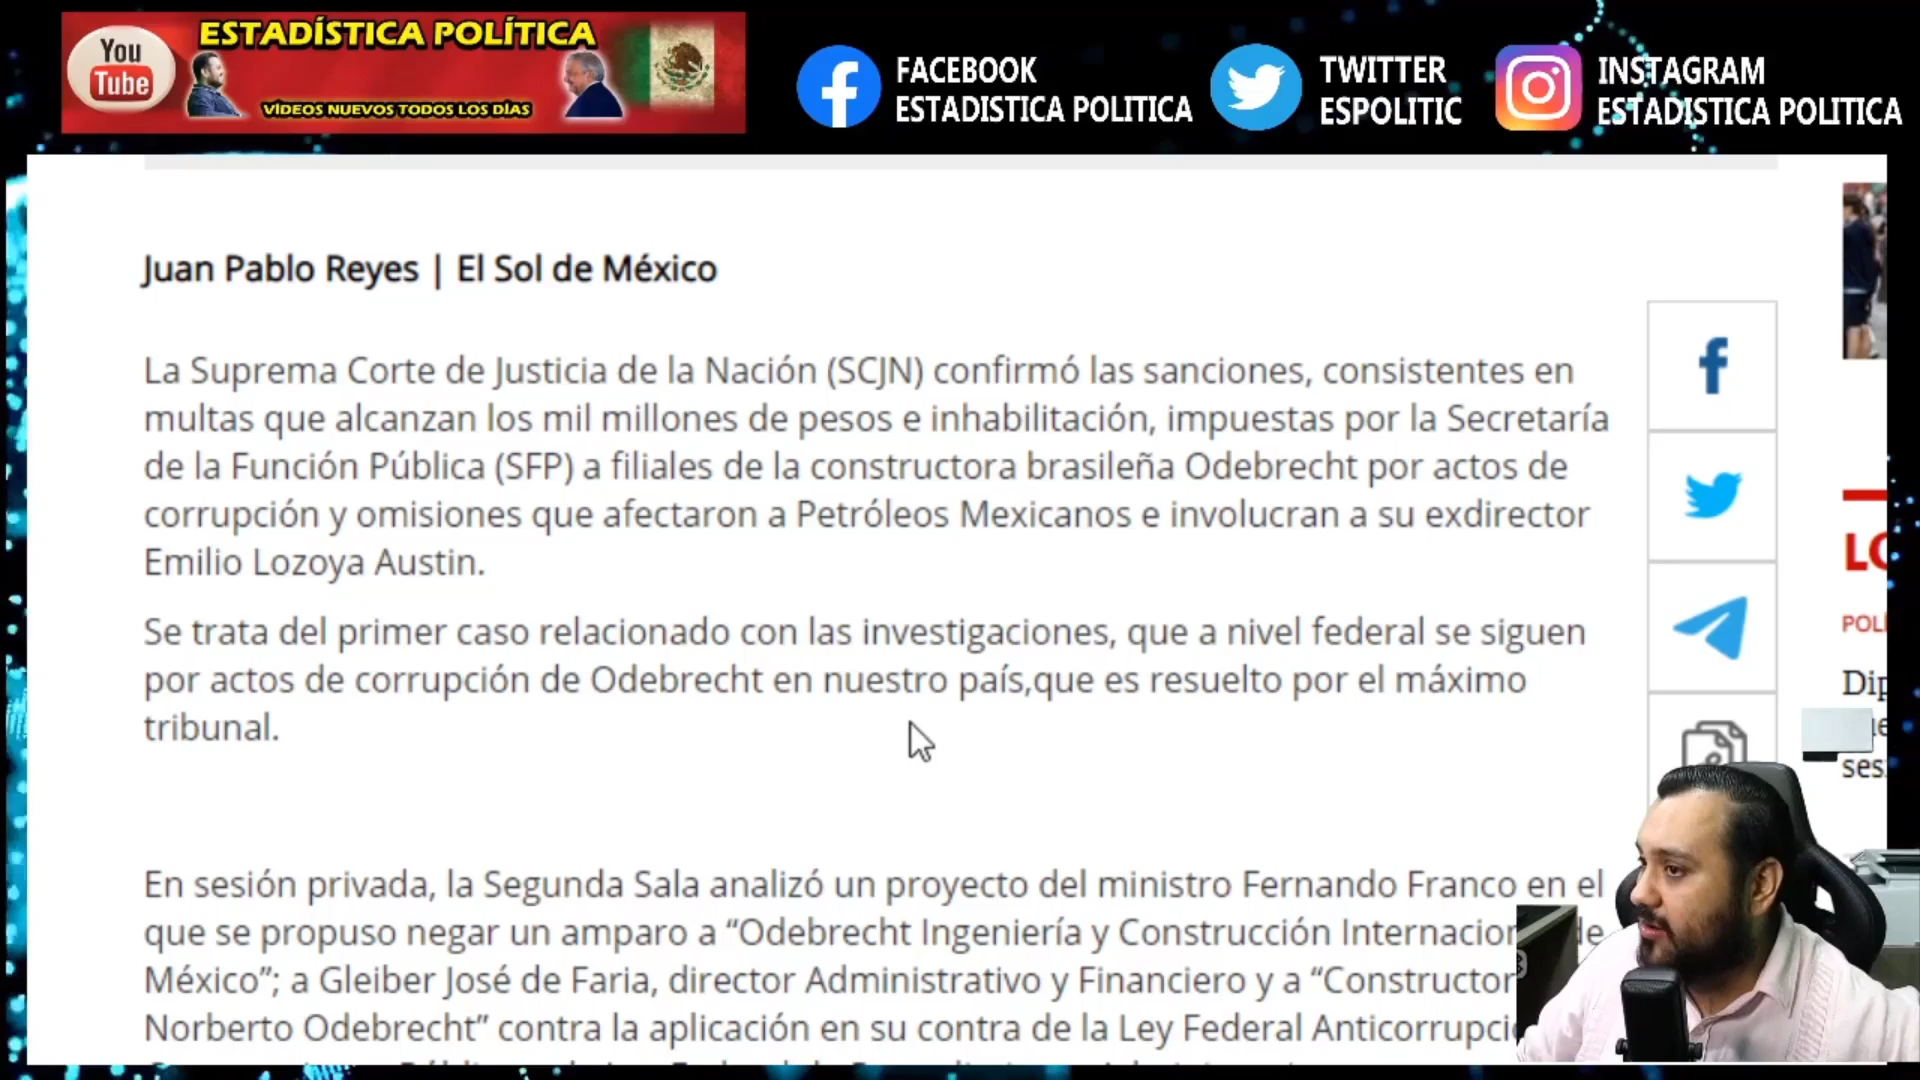 You
Tube
ESTADÍSTICA POLÍTICA
VÍDEOS NUEVOS TODOS LOS DÍAS
FACEBOOK
ESTADISTICA POLITICA
TWITTER
ESPOLITIC
INSTAGRAM
ESTADISTICA POLITICA
Juan Pablo Reyes | El Sol de México
La Suprema Corte de Justicia de la Nación (SCJN) confirmó las sanciones, consistentes en
multas que alcanzan los mil millones de pesos e inhabilitación, impuestas por la Secretaría
de la Función Pública (SFP) a filiales de la constructora brasileña Odebrecht por actos de
corrupción y omisiones que afectaron a Petróleos Mexicanos e involucran a su exdirector
Emilio Lozoya Austin.
Se trata del primer caso relacionado con las investigaciones, que a nivel federal se siguen
por actos de corrupción de Odebrecht en nuestro país,que es resuelto por el máximo
tribunal.
En sesión privada, la Segunda Sala analizó un proyecto del ministro Fernando Franco en el
que se propuso negar un amparo a “Odebrecht Ingeniería y Construcción Internacion de
México”; a Gleiber José de Faria, director Administrativo y Financiero y a “Constructor
Norberto Odebrecht” contra la aplicación en su contra de la Ley Federal Anticorrupci